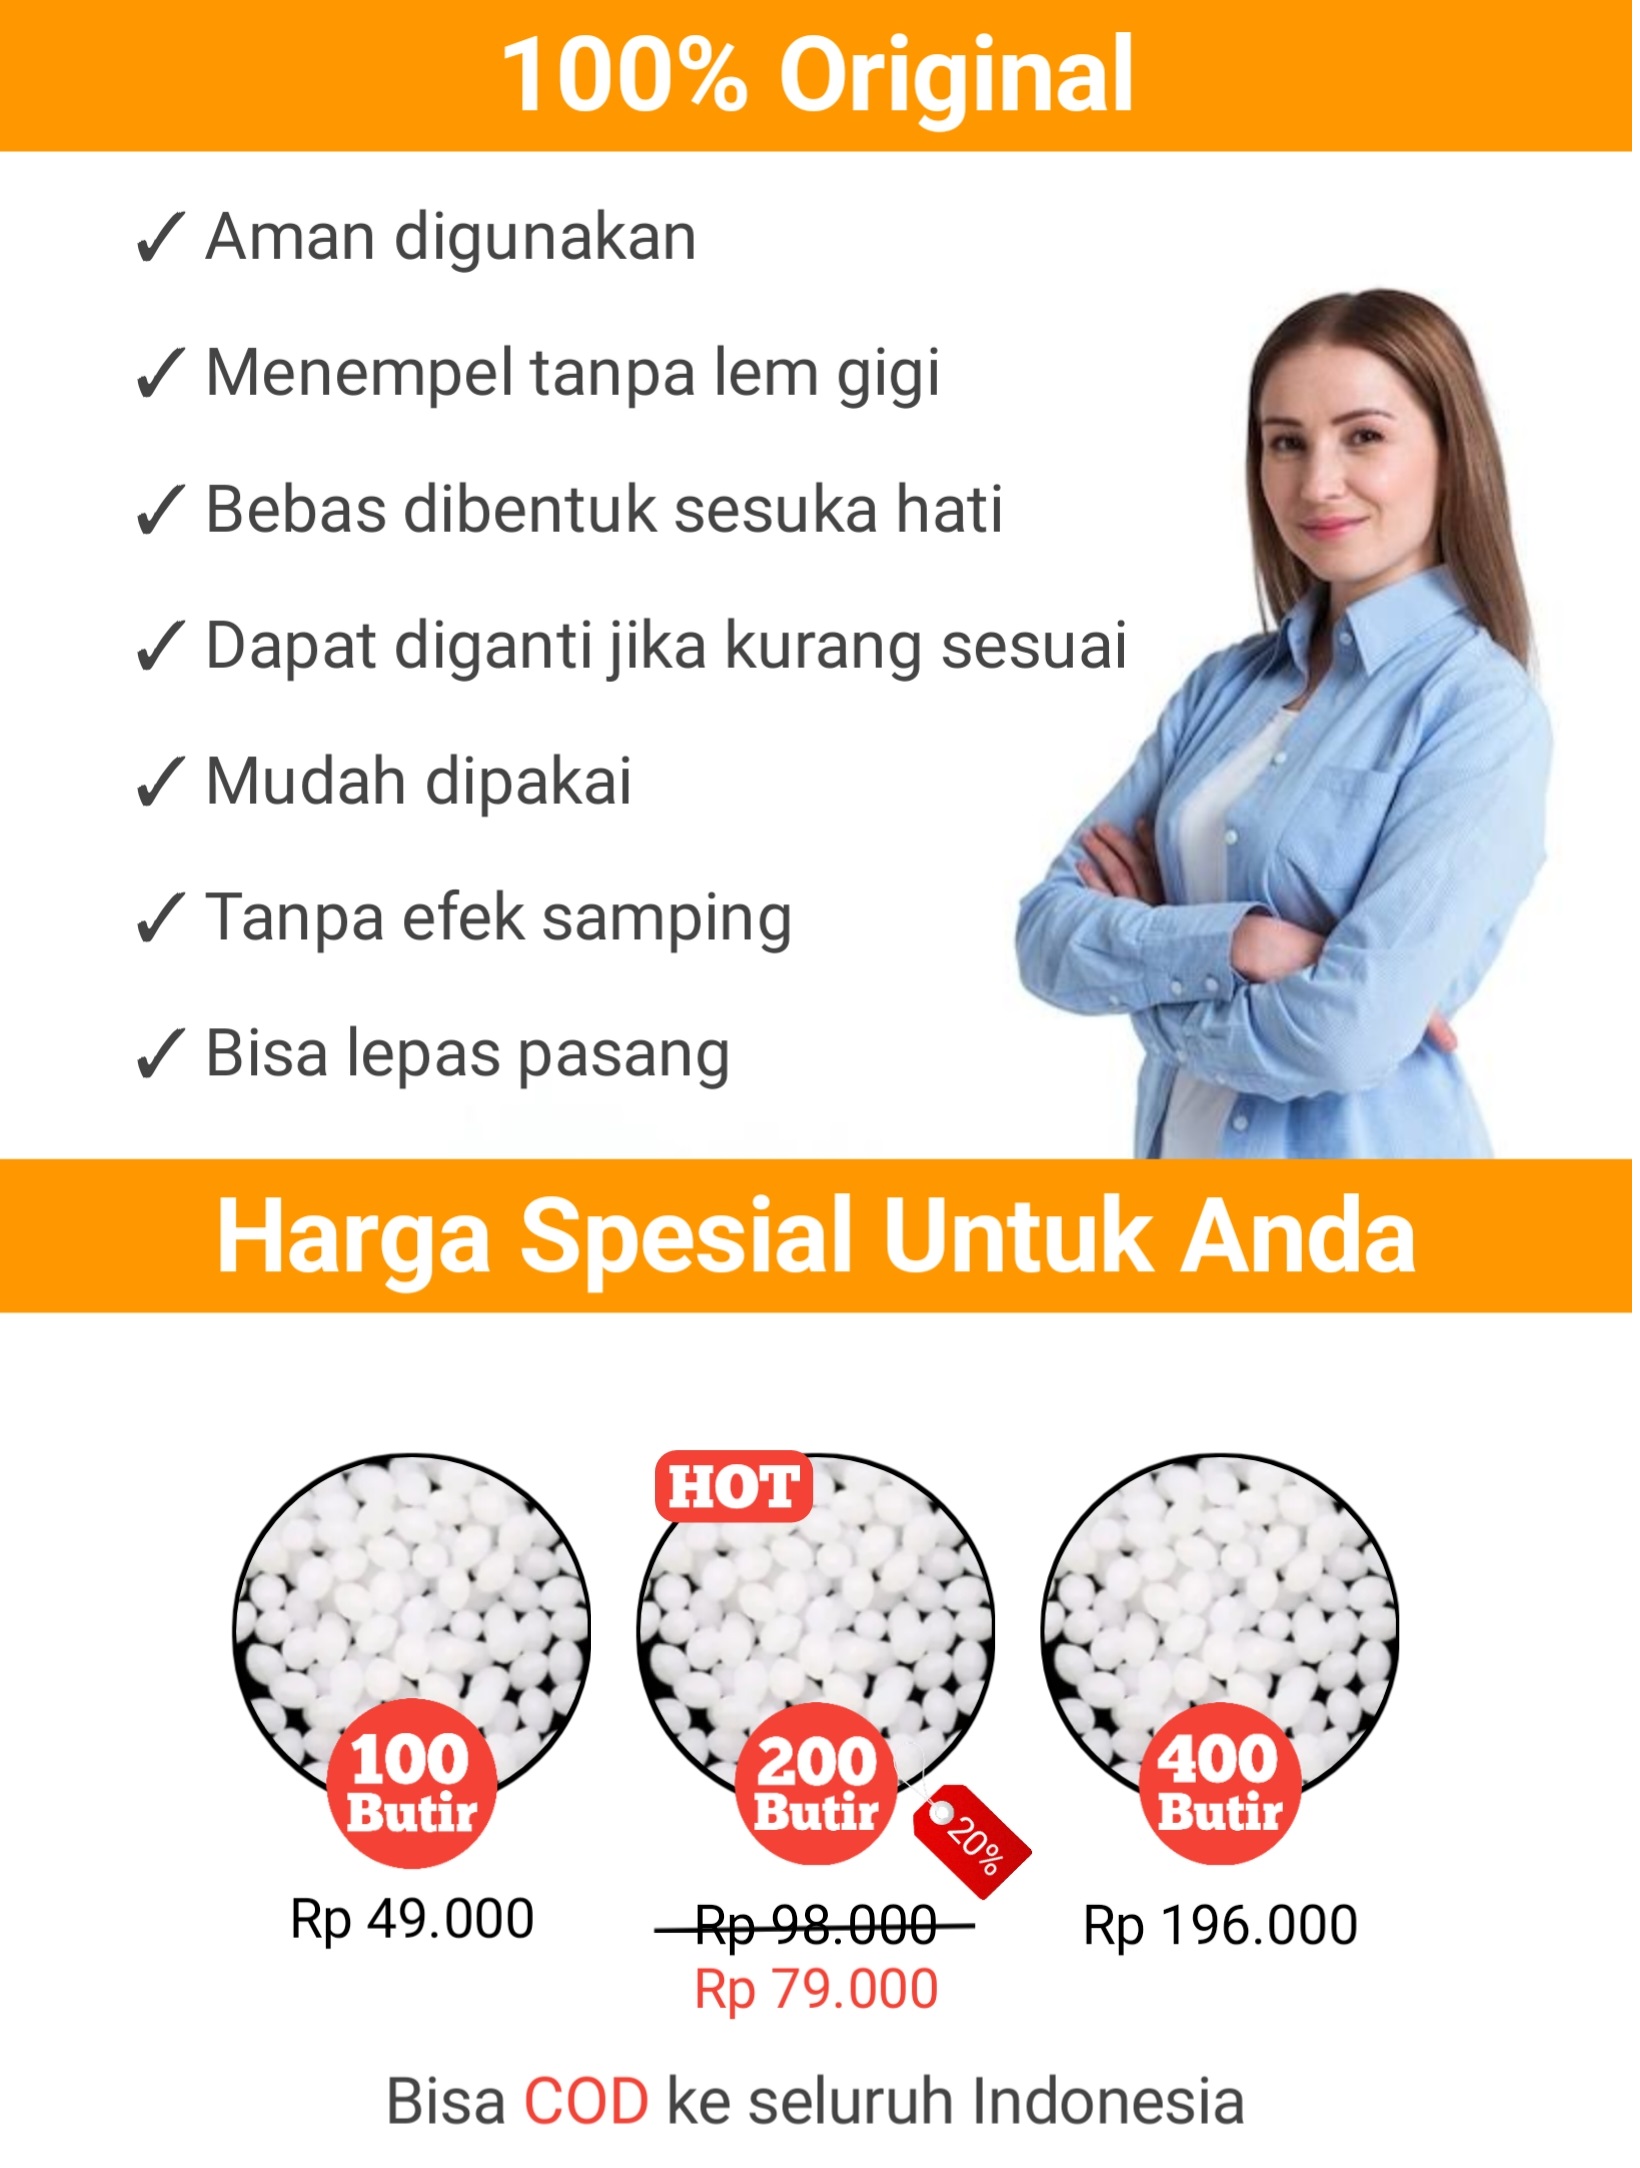 100% Original
✓ Aman digunakan
✓ Menempel tanpa lem gigi
✓ Bebas dibentuk sesuka hati
✓ Dapat diganti jika kurang sesuai
✓ Mudah dipakai
✓ Tanpa efek samping
✓ Bisa lepas pasang
Harga Spesial Untuk Anda
100
Butir
Rp 49.000
HOT
200
Butir
20%
Rp 98.000
Rp 79.000
400
Butir
Rp 196.000
Bisa COD ke seluruh Indonesia